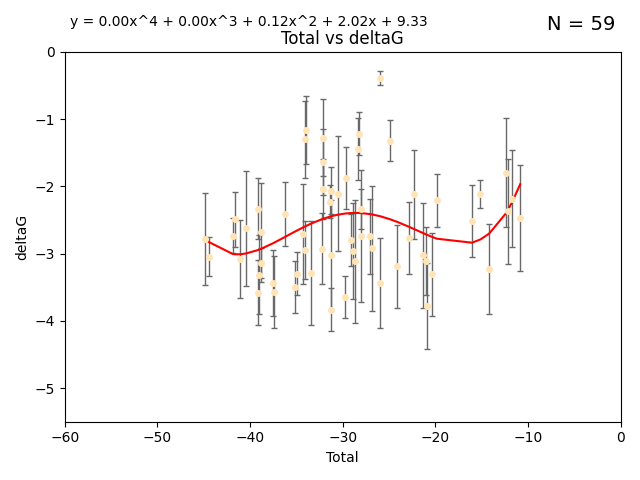 y = 0.00x^4 + 0.00x^3 + 0.12x^2 + 2.02x + 9.33
N = 59
Total vs deltaG
0
−1
−2
−3
−4
−5
deltaG
−60 −50 −40 −30 −20 −10 0
Total